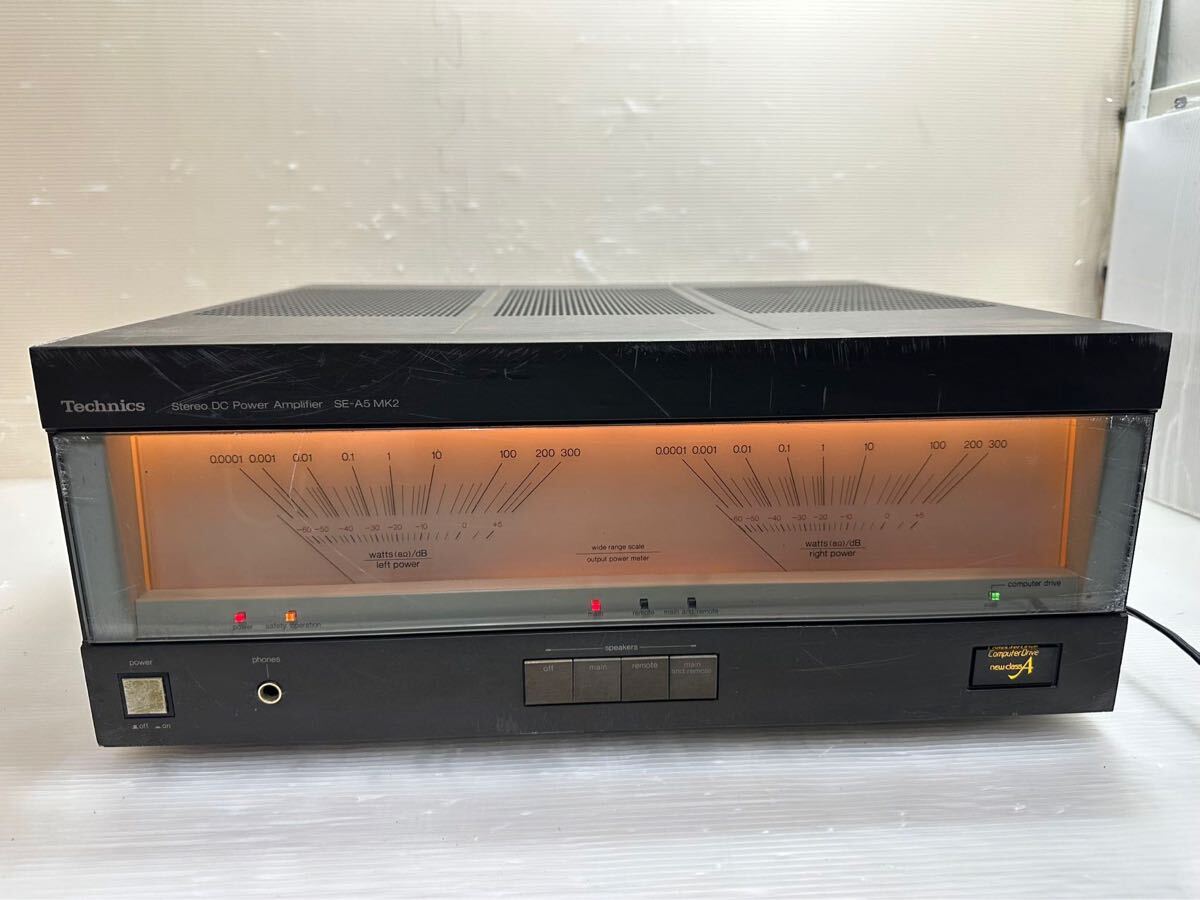 Technics Stereo DC Power Amplifier SE-A5 MK2
0.0001 0.001 0.01 0.1 1 10 100 200 300
-60 -50 -40 -30 -20 -10 0 +5
watts(8Ω)/dB
left power
wide range scale
output power meter
0.0001 0.001 0.01 0.1 1 10 100 200 300
-60 -50 -40 -30 -20 -10 0 +5
watts(8Ω)/dB
right power
computer drive
power safety operation main remote main and remote
power
off on
phones
speakers
off main remote main and remote
Computer Drive
new class A